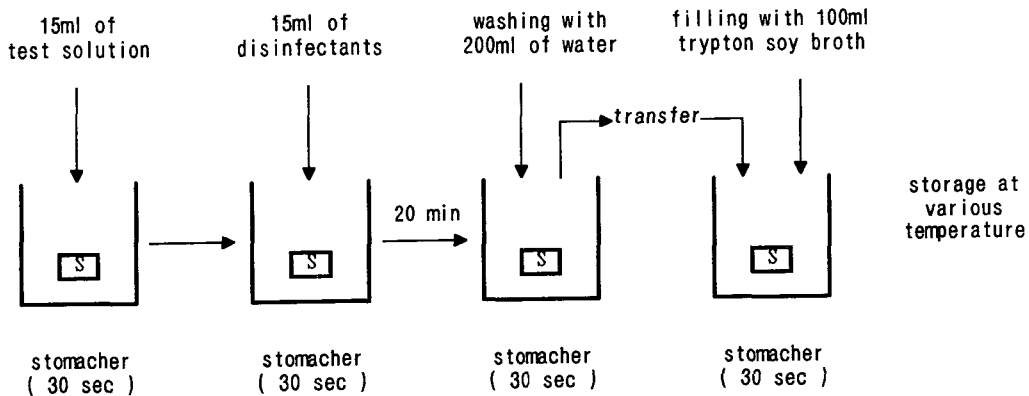 15ml of
test solution
15ml of
disinfectants
washing with
200ml of water
filling with 100ml
trypton soy broth
transfer
20 min
storage at
various
temperature
S
S
S
S
stomacher
( 30 sec )
stomacher
( 30 sec )
stomacher
( 30 sec )
stomacher
( 30 sec )